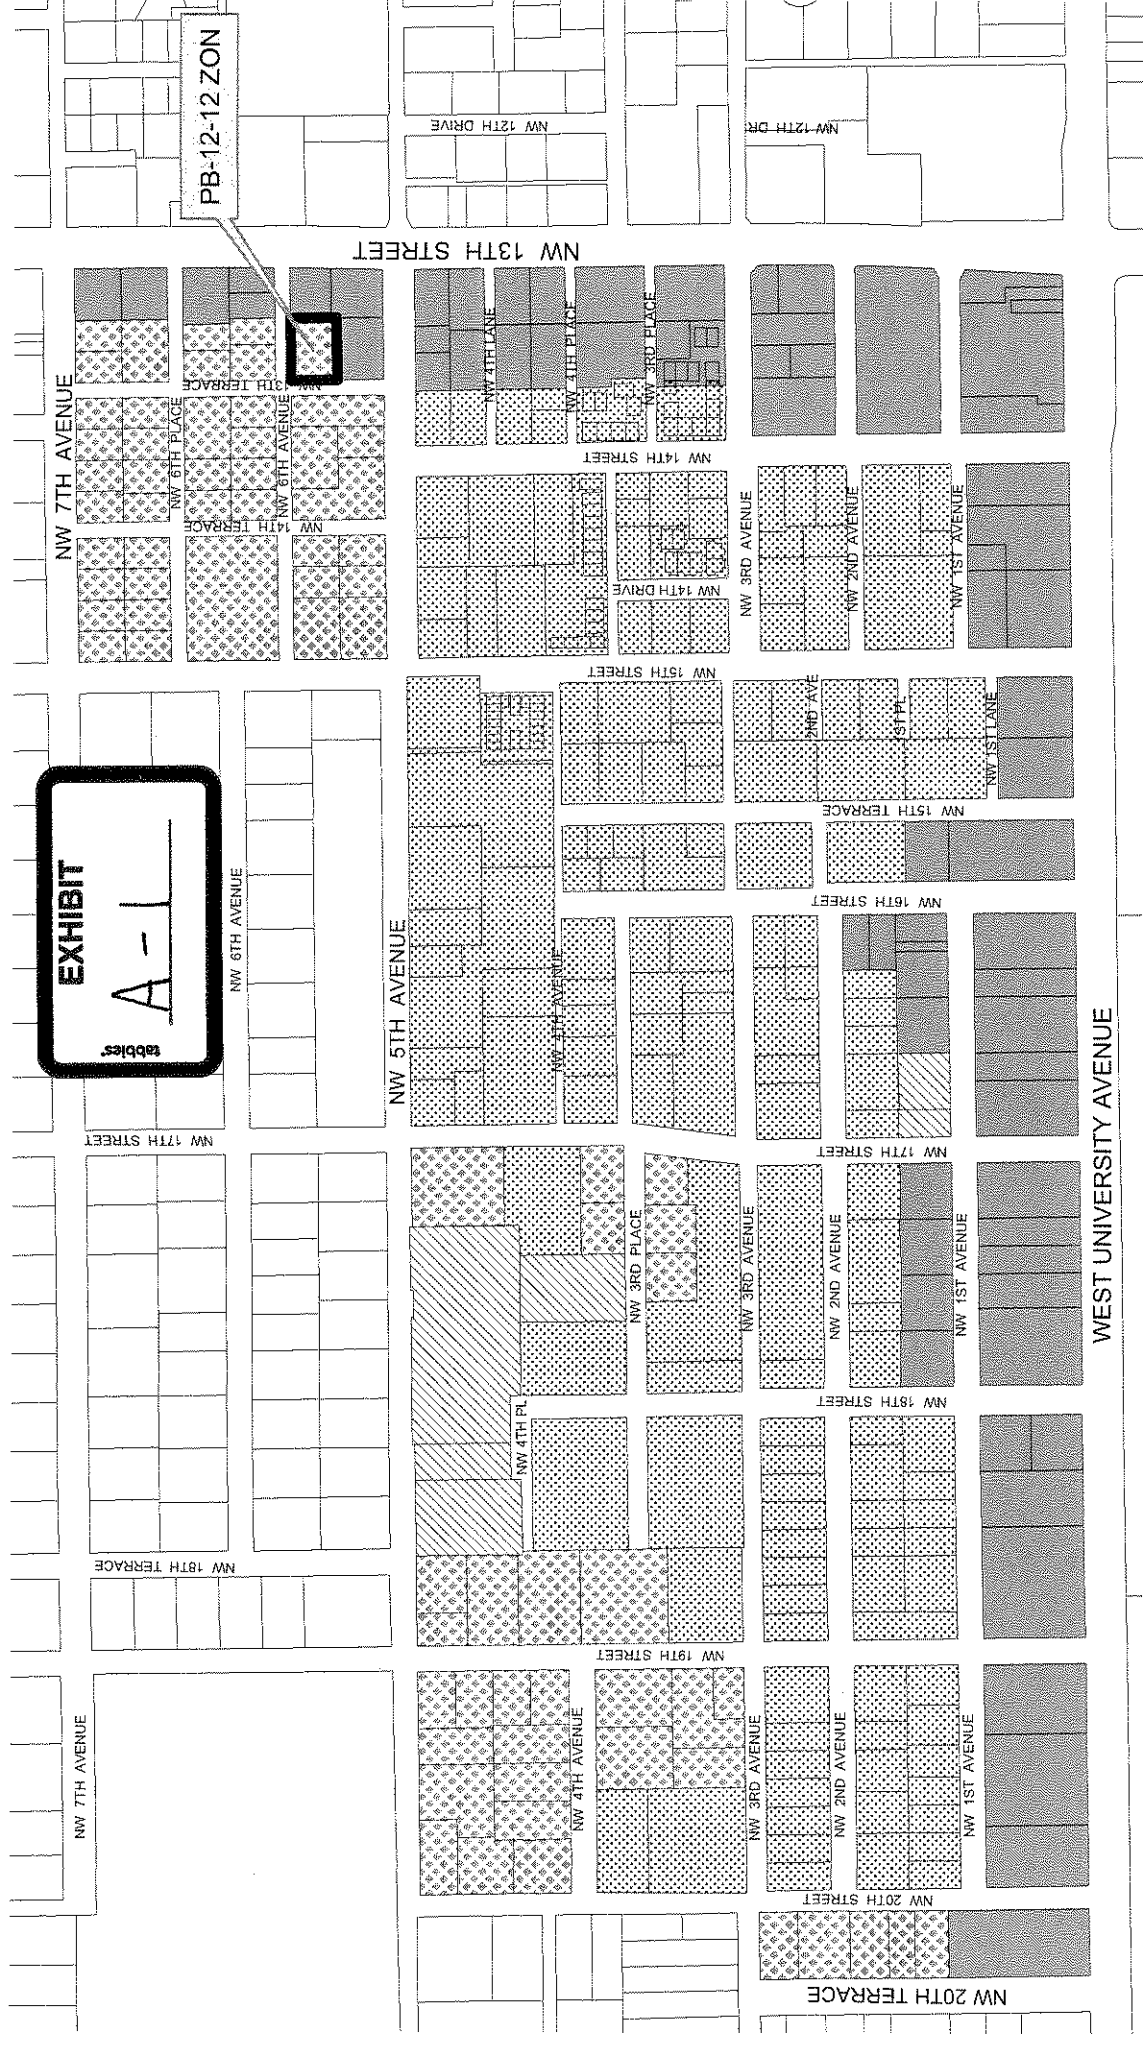 PB-12-12 ZON
NW 12TH DRIVE
NW 12TH DR
NW 13TH STREET
NW 7TH AVENUE
NW 13TH TERRACE
NW 6TH PLACE
NW 6TH AVENUE
NW 14TH TERRACE
NW 4TH LANE
NW 4TH PLACE
NW 3RD PLACE
NW 14TH STREET
NW 14TH DRIVE
NW 3RD AVENUE
NW 2ND AVENUE
NW 1ST AVENUE
NW 15TH STREET
2ND AVE
1ST PL
NW 1ST LANE
NW 15TH TERRACE
EXHIBIT
A-1
tabbies®
NW 6TH AVENUE
NW 5TH AVENUE
NW 4TH AVENUE
NW 16TH STREET
NW 17TH STREET
NW 17TH STREET
WEST UNIVERSITY AVENUE
NW 3RD PLACE
NW 3RD AVENUE
NW 2ND AVENUE
NW 1ST AVENUE
NW 18TH STREET
NW 4TH PL
NW 18TH TERRACE
NW 19TH STREET
NW 7TH AVENUE
NW 4TH AVENUE
NW 3RD AVENUE
NW 2ND AVENUE
NW 1ST AVENUE
NW 20TH STREET
NW 20TH TERRACE